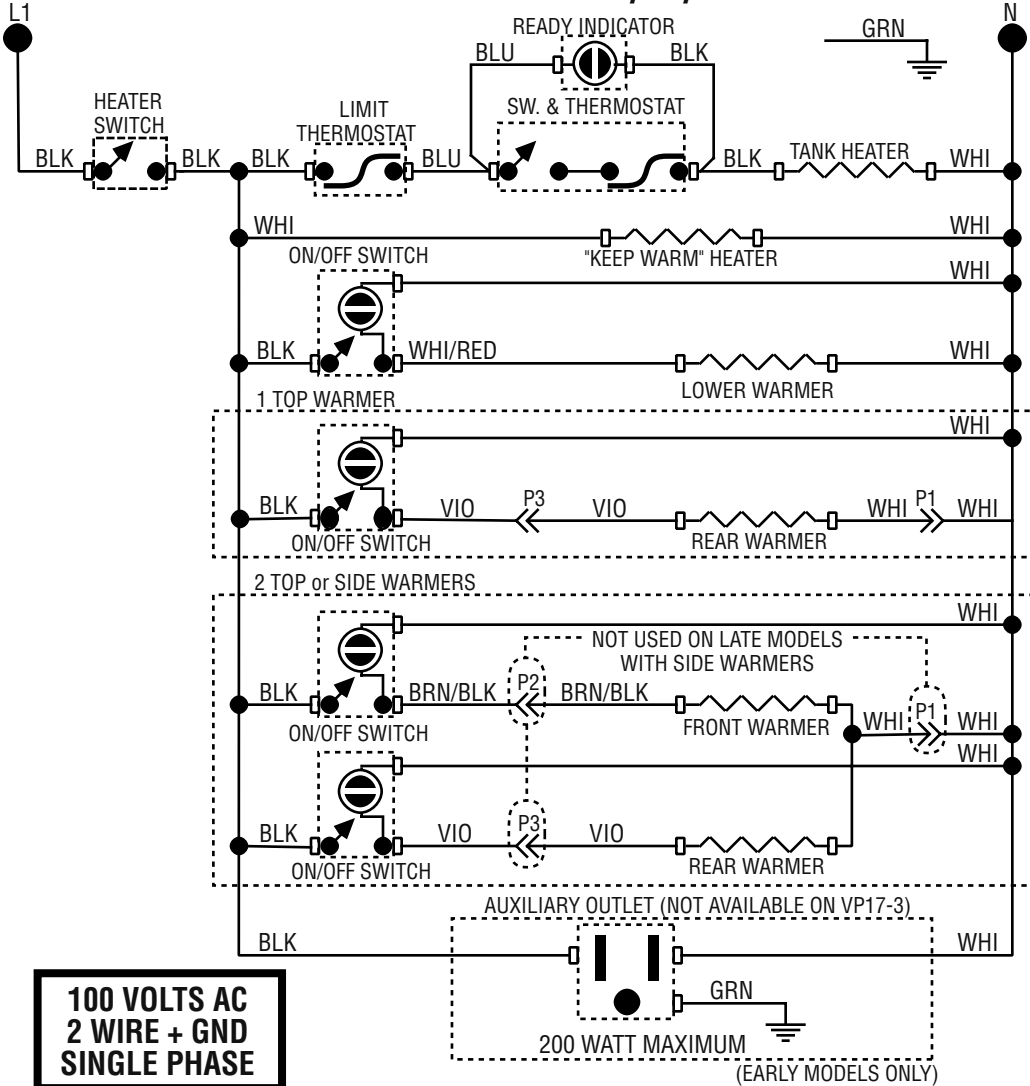 L1
N
READY INDICATOR
GRN
BLU
BLK
HEATER
SWITCH
LIMIT
THERMOSTAT
SW. & THERMOSTAT
BLK
BLK
BLK
BLU
BLK
TANK HEATER
WHI
WHI
WHI
"KEEP WARM" HEATER
ON/OFF SWITCH
WHI
BLK
WHI/RED
WHI
LOWER WARMER
1 TOP WARMER
WHI
BLK
VIO
P3
VIO
WHI
P1
WHI
ON/OFF SWITCH
REAR WARMER
2 TOP or SIDE WARMERS
WHI
NOT USED ON LATE MODELS
WITH SIDE WARMERS
BLK
BRN/BLK
P2
BRN/BLK
FRONT WARMER
WHI
P1
WHI
ON/OFF SWITCH
WHI
BLK
VIO
P3
VIO
REAR WARMER
ON/OFF SWITCH
AUXILIARY OUTLET (NOT AVAILABLE ON VP17-3)
BLK
WHI
GRN
200 WATT MAXIMUM
(EARLY MODELS ONLY)
100 VOLTS AC
2 WIRE + GND
SINGLE PHASE